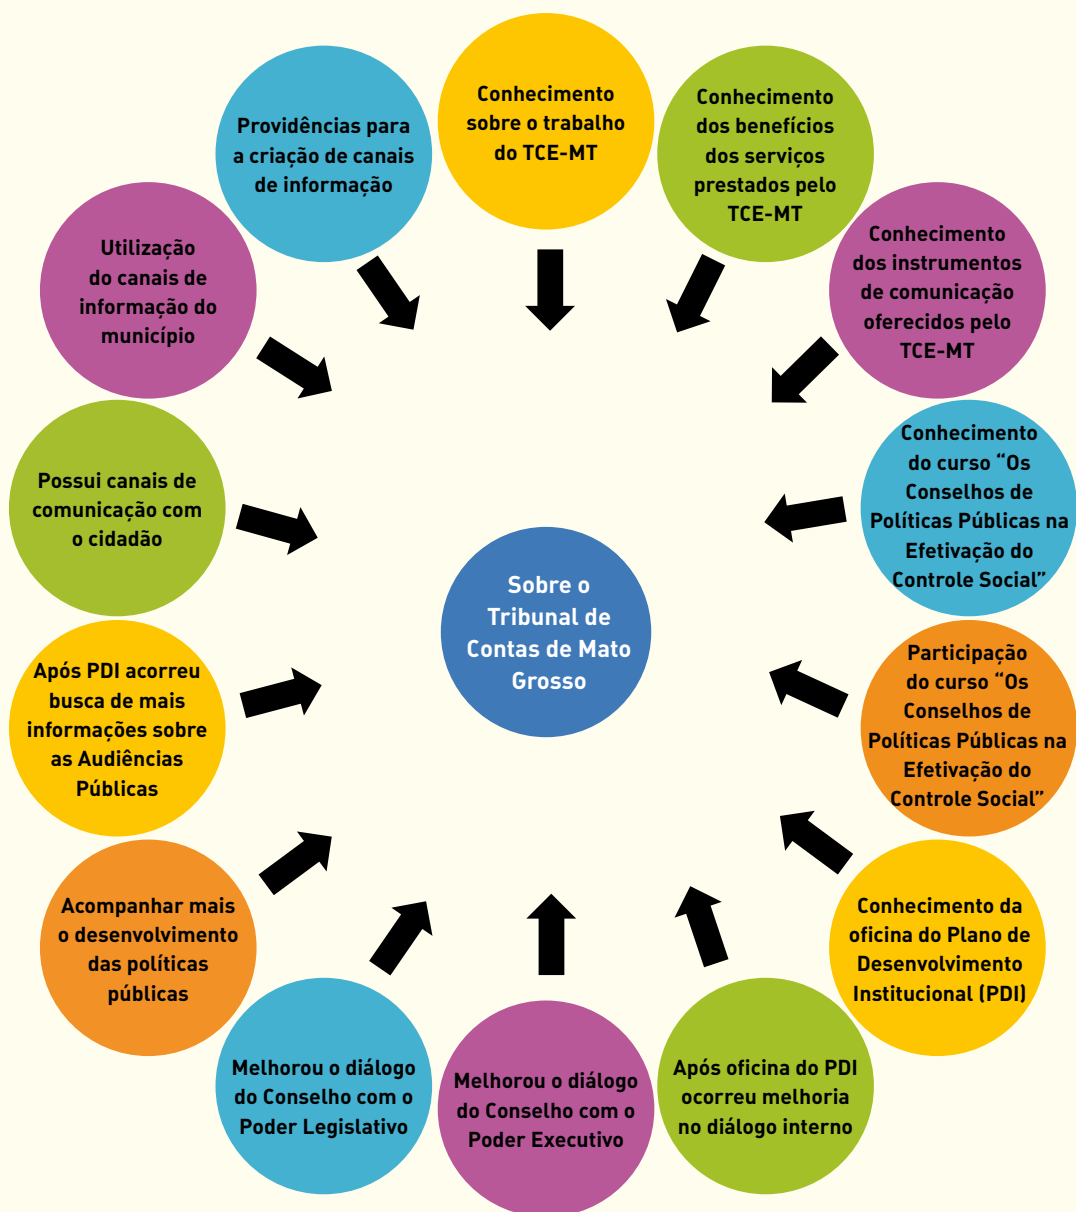 Conhecimento
sobre o trabalho
do TCE-MT
Conhecimento
dos benefícios
dos serviços
prestados pelo
TCE-MT
Conhecimento
dos instrumentos
de comunicação
oferecidos pelo
TCE-MT
Conhecimento
do curso “Os
Conselhos de
Políticas Públicas na
Efetivação do
Controle Social”
Participação
do curso “Os
Conselhos de
Políticas Públicas na
Efetivação do
Controle Social”
Conhecimento da
oficina do Plano de
Desenvolvimento
Institucional (PDI)
Após oficina do PDI
ocorreu melhoria
no diálogo interno
Melhorou o diálogo
do Conselho com o
Poder Executivo
Melhorou o diálogo
do Conselho com o
Poder Legislativo
Acompanhar mais
o desenvolvimento
das políticas
públicas
Após PDI acorreu
busca de mais
informações sobre
as Audiências
Públicas
Possui canais de
comunicação com
o cidadão
Utilização
do canais de
informação do
município
Providências para
a criação de canais
de informação
Sobre o
Tribunal de
Contas de Mato
Grosso